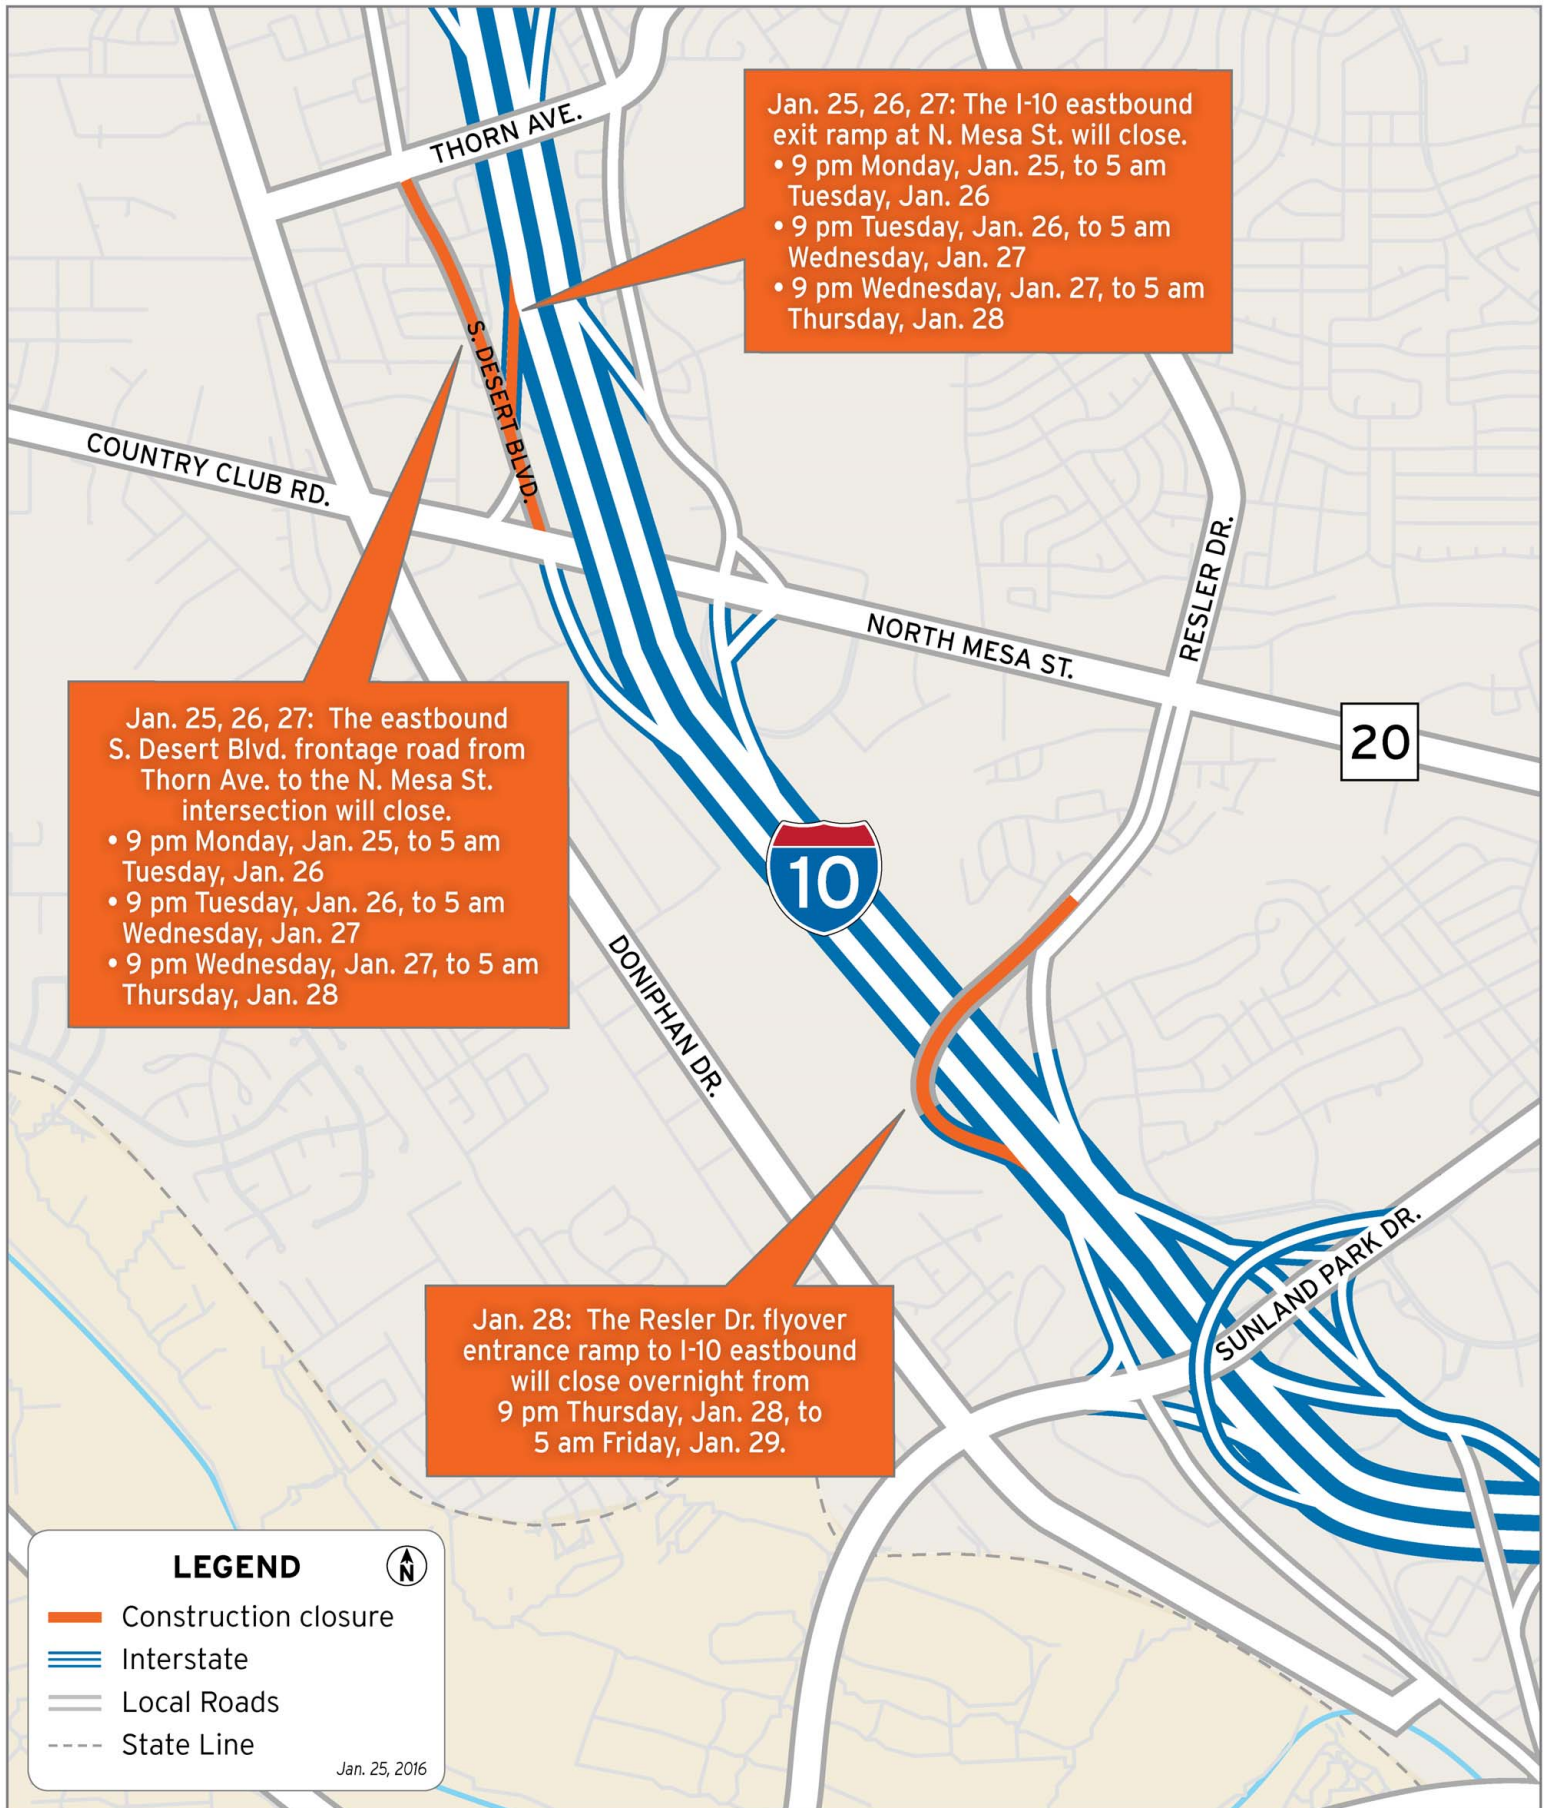 THORN AVE.
Jan. 25, 26, 27: The I-10 eastbound
exit ramp at N. Mesa St. will close.
• 9 pm Monday, Jan. 25, to 5 am
Tuesday, Jan. 26
• 9 pm Tuesday, Jan. 26, to 5 am
Wednesday, Jan. 27
• 9 pm Wednesday, Jan. 27, to 5 am
Thursday, Jan. 28
S. DESERT BLVD.
COUNTRY CLUB RD.
RESLER DR.
NORTH MESA ST.
20
Jan. 25, 26, 27:  The eastbound
S. Desert Blvd. frontage road from
Thorn Ave. to the N. Mesa St.
intersection will close.
• 9 pm Monday, Jan. 25, to 5 am
Tuesday, Jan. 26
• 9 pm Tuesday, Jan. 26, to 5 am
Wednesday, Jan. 27
• 9 pm Wednesday, Jan. 27, to 5 am
Thursday, Jan. 28
10
DONIPHAN DR.
SUNLAND PARK DR.
Jan. 28:  The Resler Dr. flyover
entrance ramp to I-10 eastbound
will close overnight from
9 pm Thursday, Jan. 28, to
5 am Friday, Jan. 29.
LEGEND
N
Construction closure
Interstate
Local Roads
State Line
Jan. 25, 2016